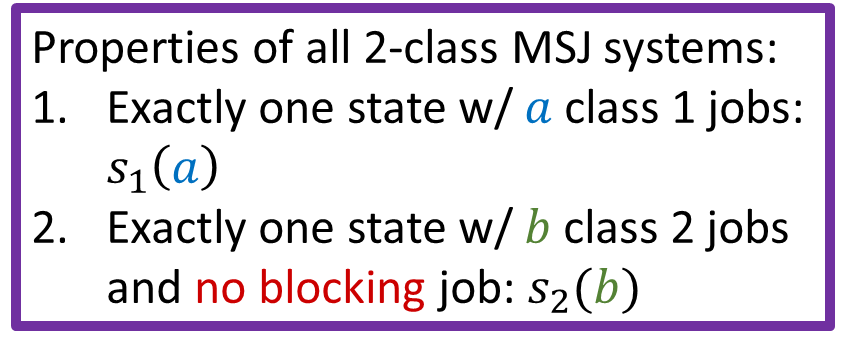 Properties of all 2-class MSJ systems:
1. Exactly one state w/ a class 1 jobs:
s₁(a)
2. Exactly one state w/ b class 2 jobs
and no blocking job: s₂(b)